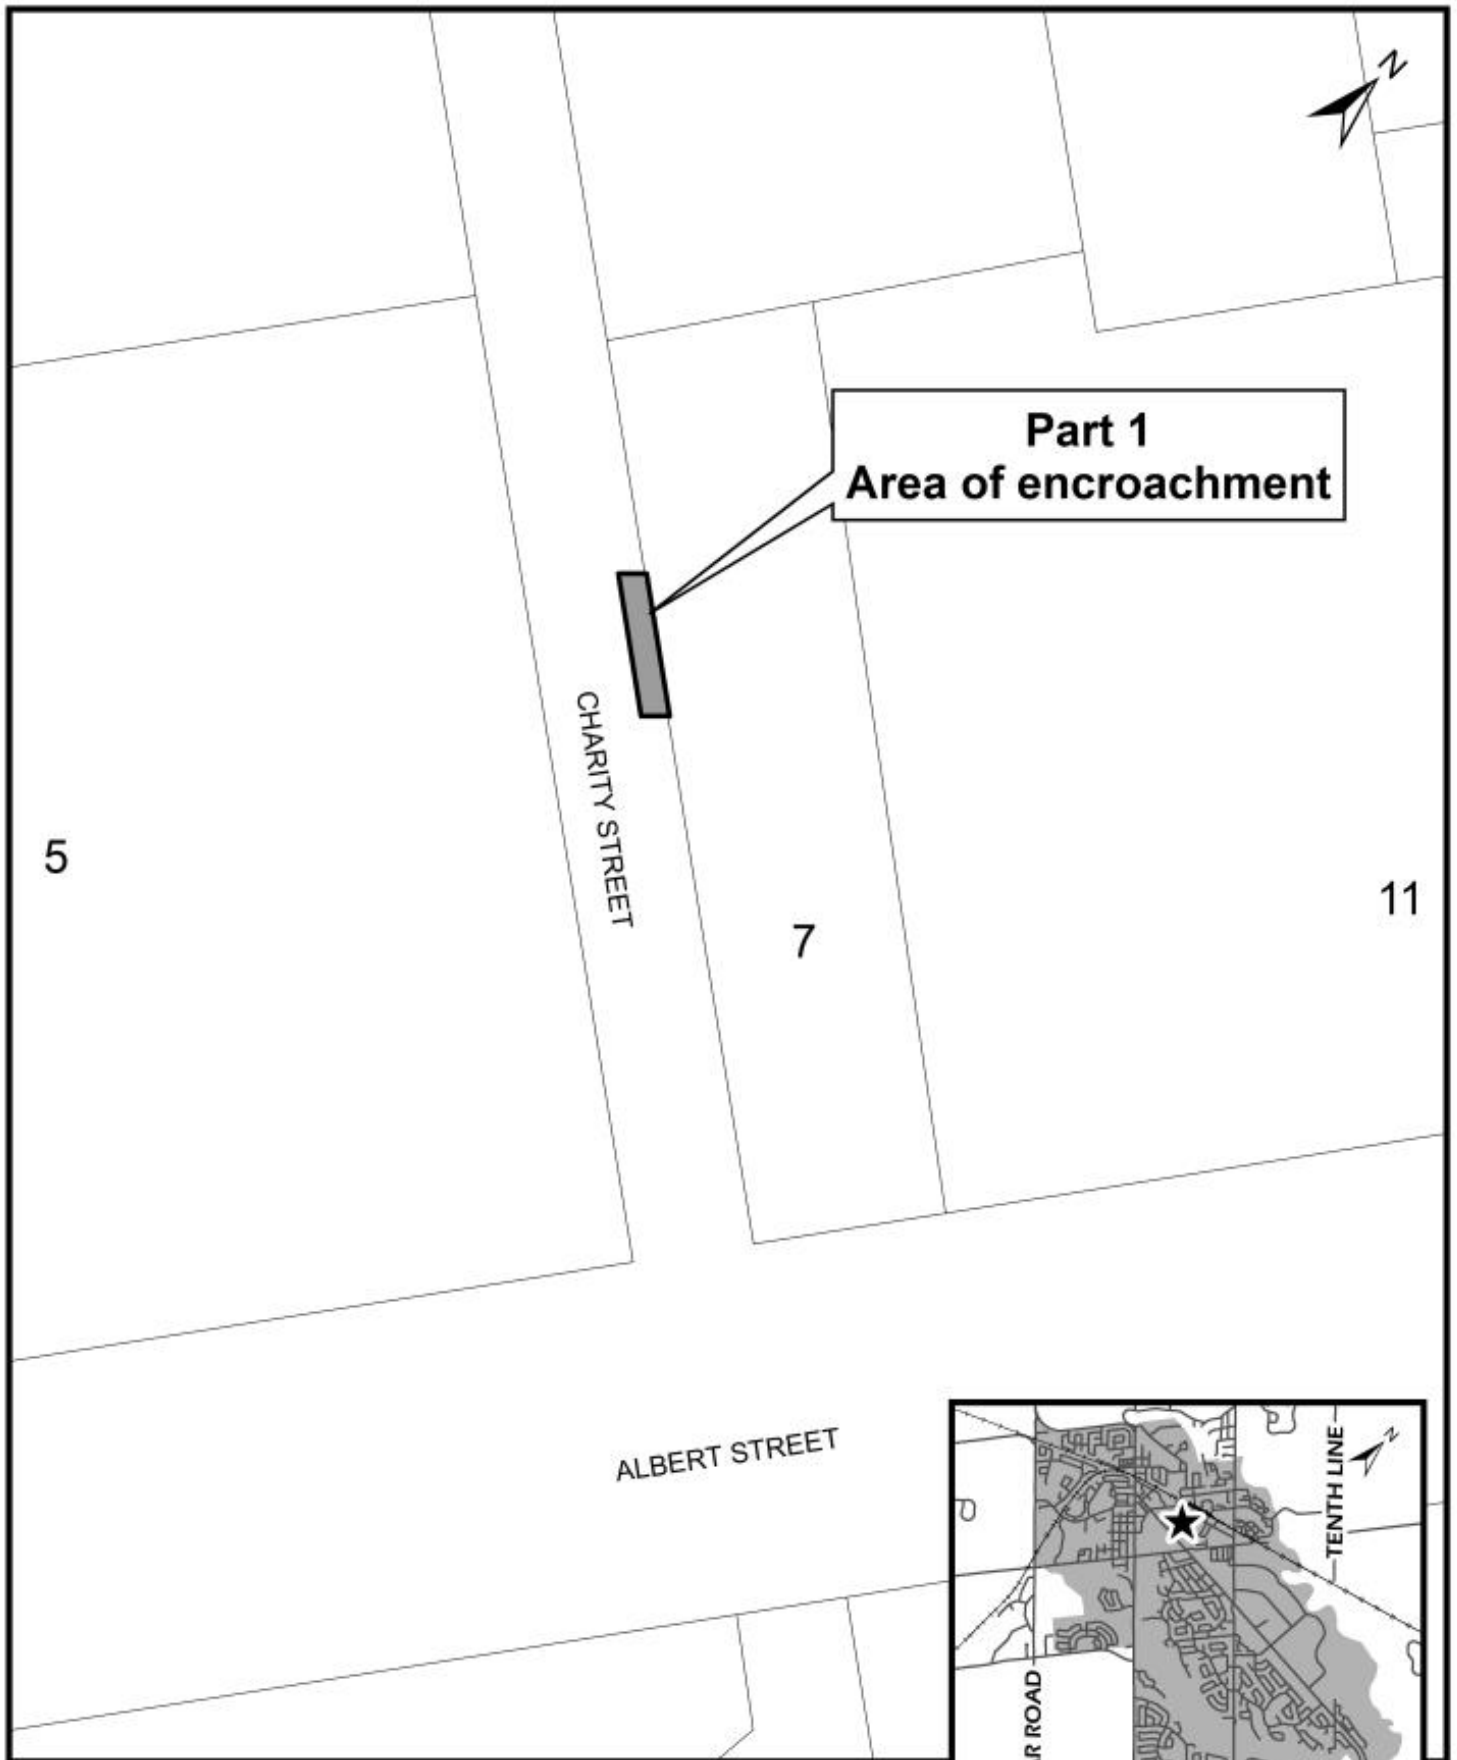 N
Part 1
Area of encroachment
CHARITY STREET
5
7
11
ALBERT STREET
N
TENTH LINE
R ROAD